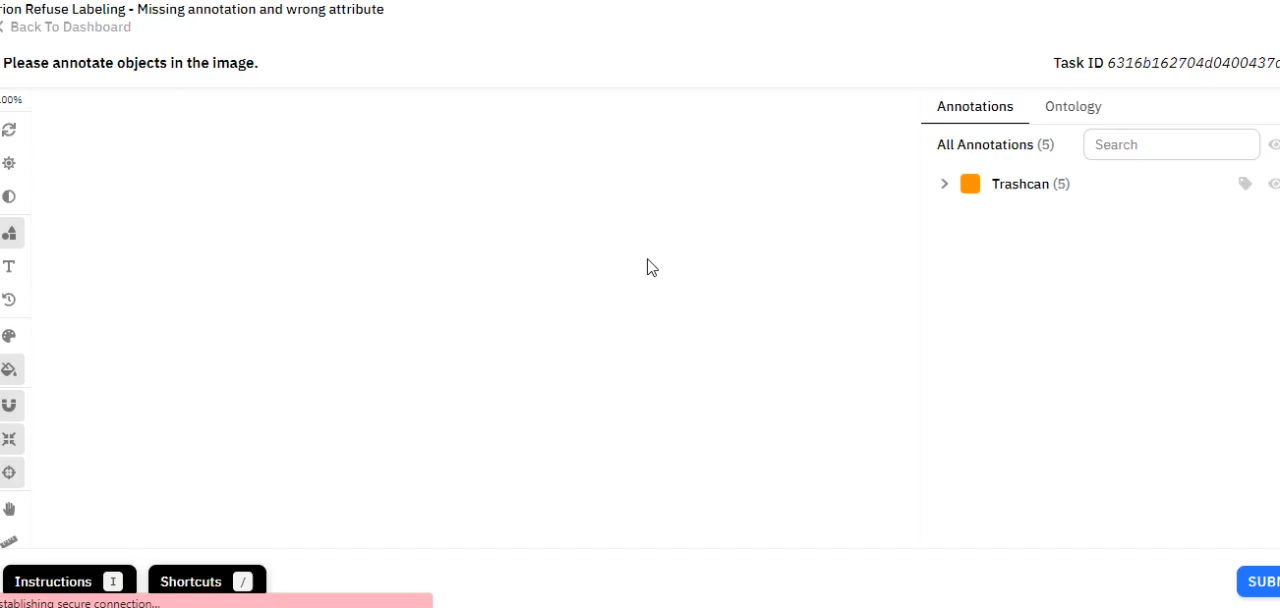 rion Refuse Labeling - Missing annotation and wrong attribute
Back To Dashboard
Please annotate objects in the image.
Task ID 6316b162704d0400437c
.00%
Annotations Ontology
All Annotations (5) Search
Trashcan (5)
T
Instructions I Shortcuts /
SUBM
stablishing secure connection...